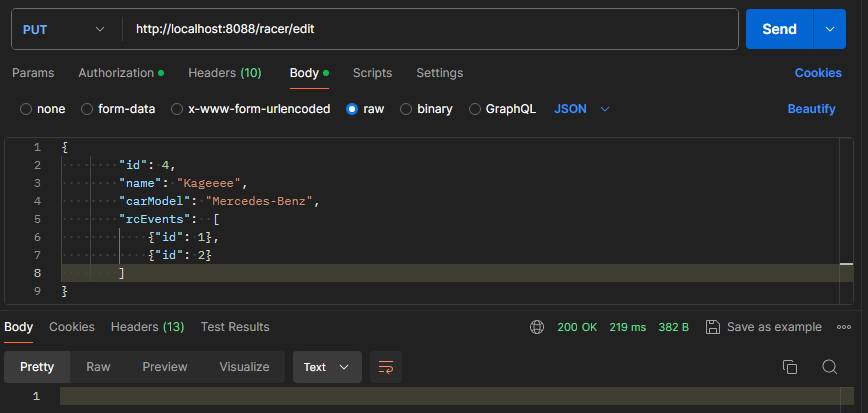 PUT http://localhost:8088/racer/edit Send
Params Authorization Headers (10) Body Scripts Settings Cookies
none form-data x-www-form-urlencoded raw binary GraphQL JSON Beautify
1 {
2 "id": 4,
3 "name": "Kageeee",
4 "carModel": "Mercedes-Benz",
5 "rcEvents": [
6 {"id": 1},
7 {"id": 2}
8 ]
9 }
Body Cookies Headers (13) Test Results 200 OK 219 ms 382 B Save as example
Pretty Raw Preview Visualize Text
1